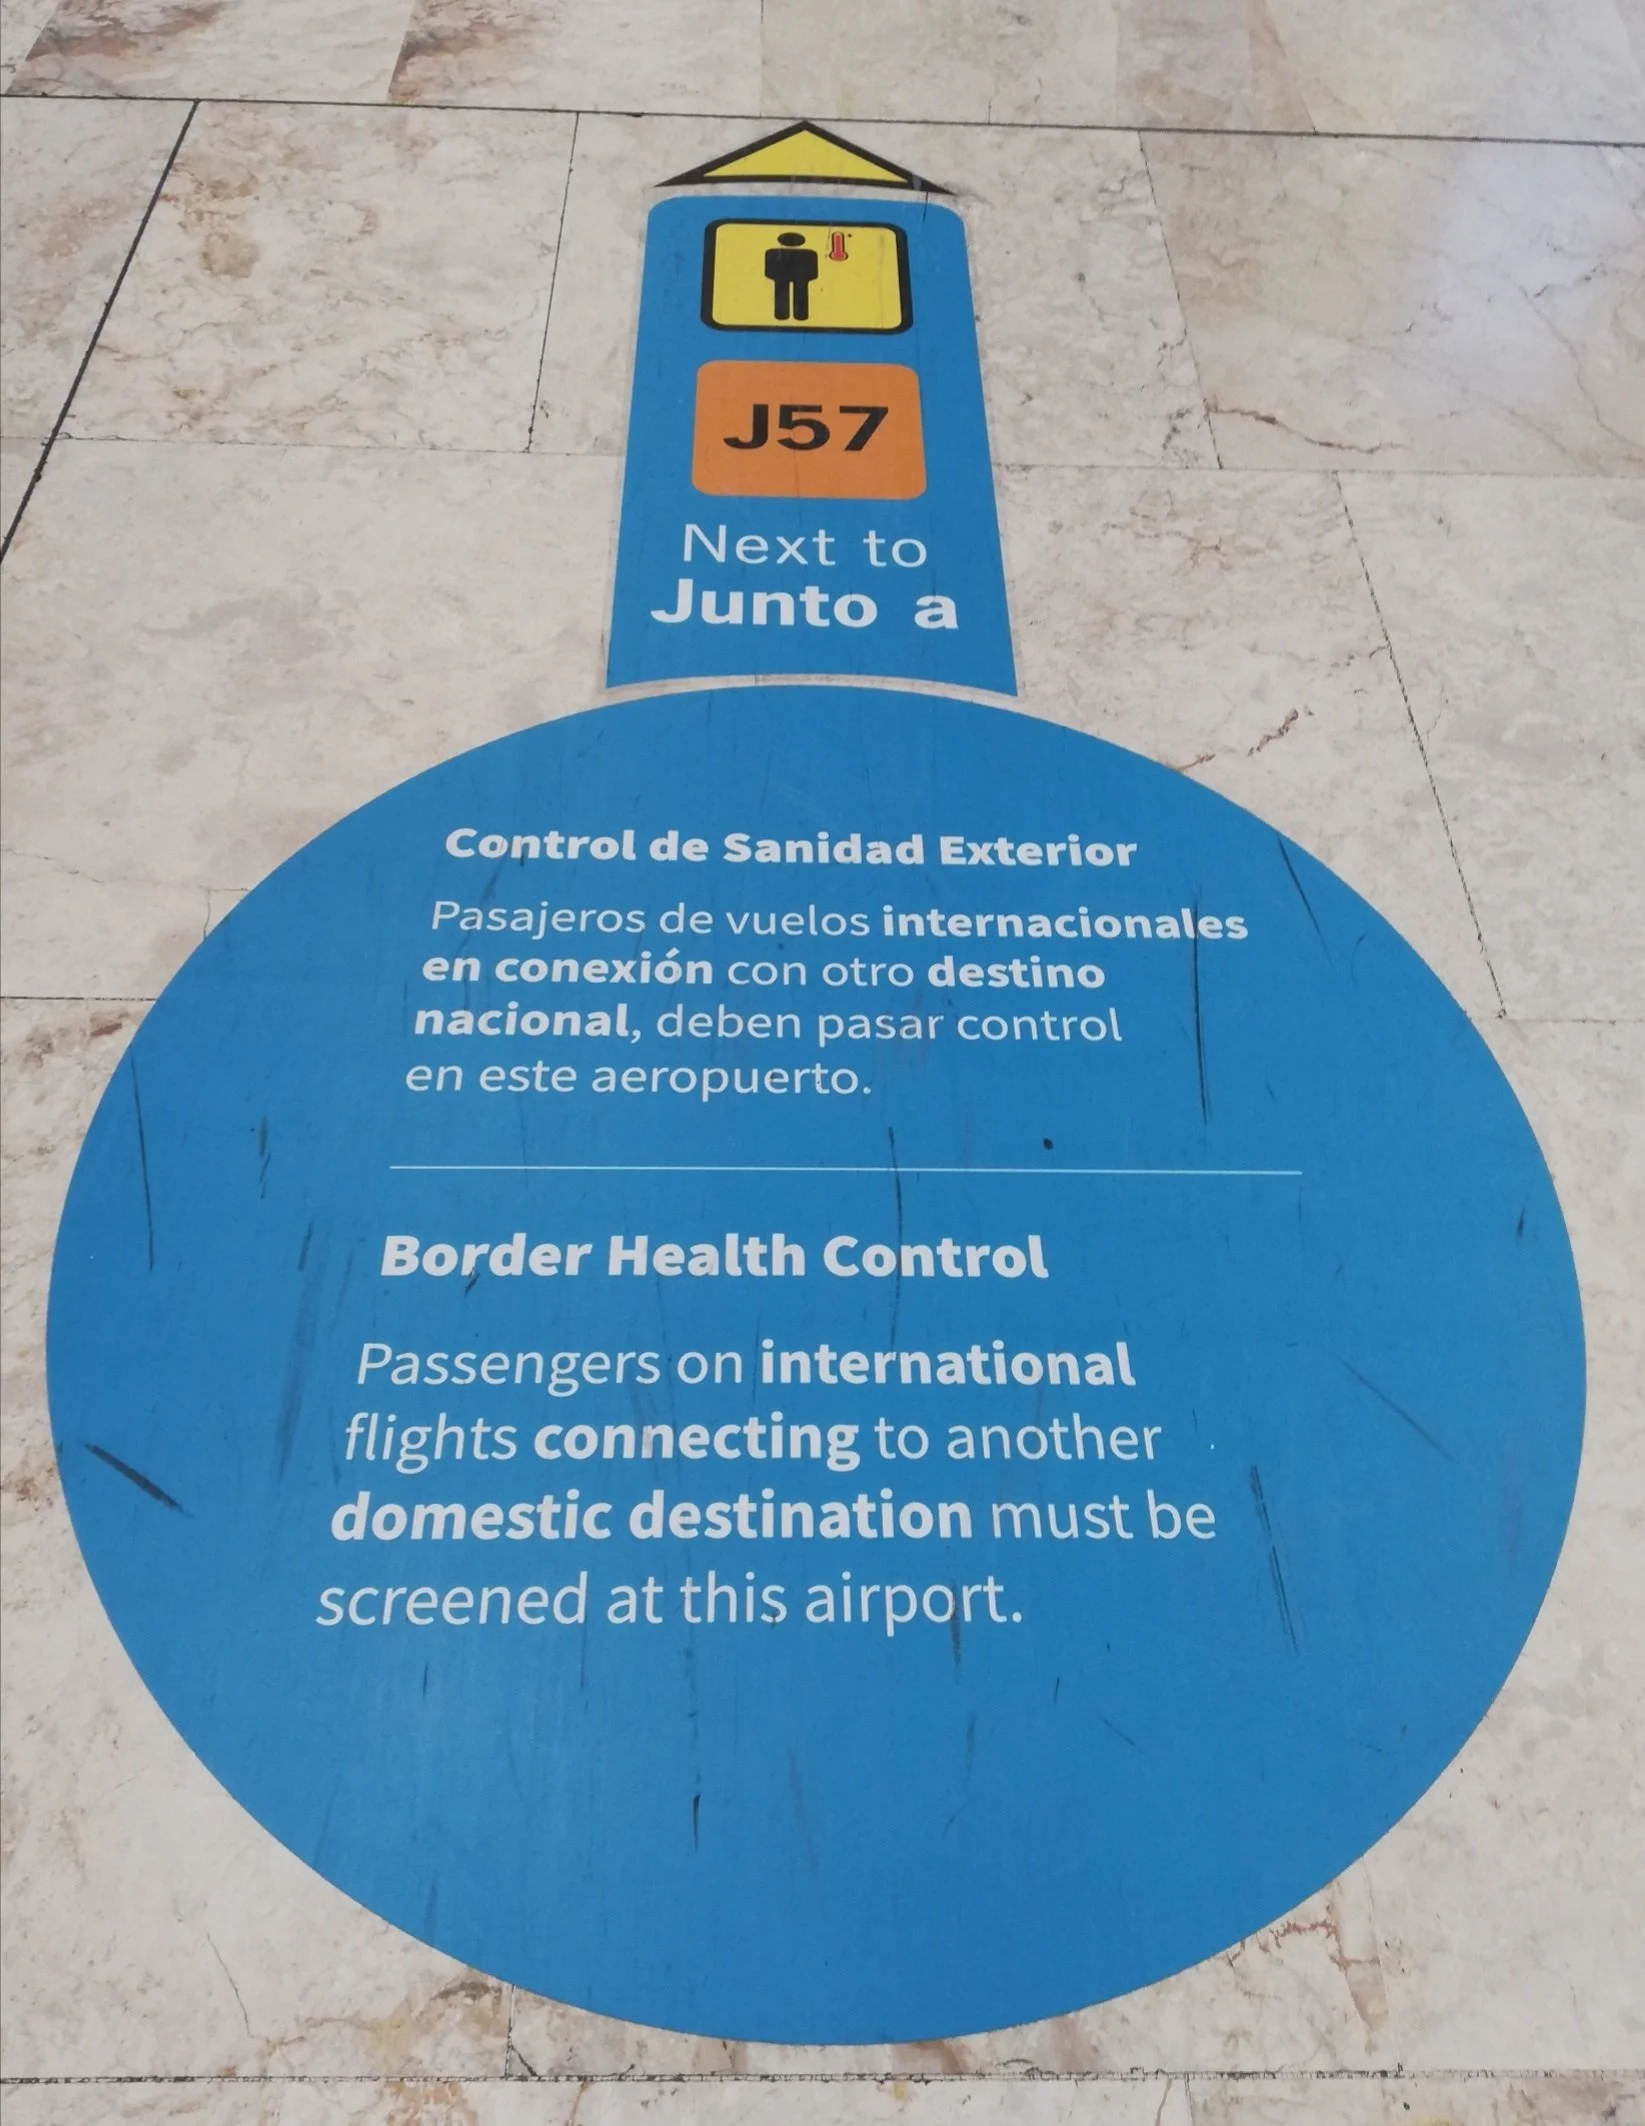 J57
Next to
Junto a
Control de Sanidad Exterior
Pasajeros de vuelos internacionales
en conexión con otro destino
nacional, deben pasar control
en este aeropuerto.
Border Health Control
Passengers on international
flights connecting to another
domestic destination must be
screened at this airport.